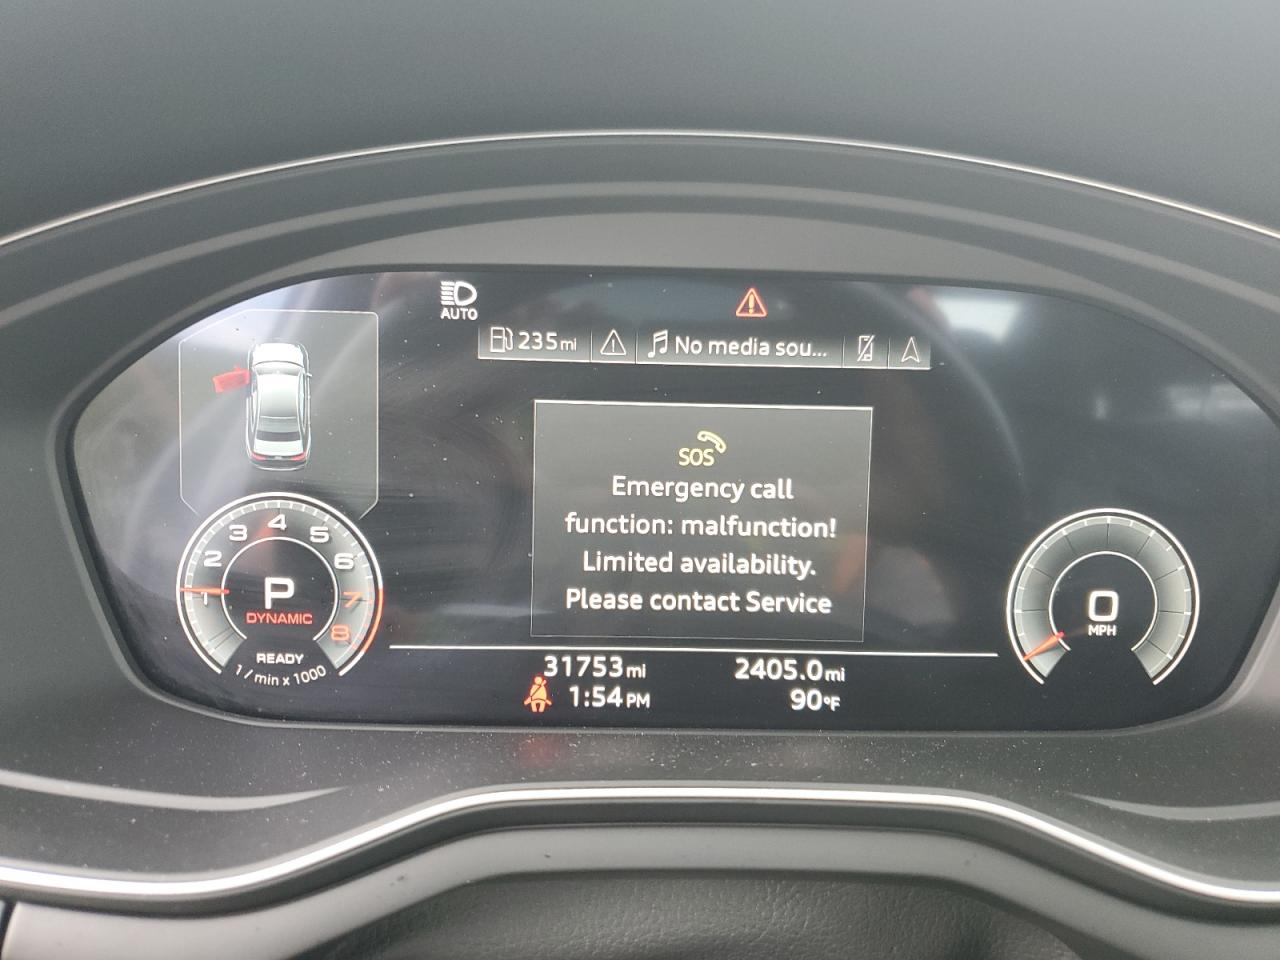 AUTO
235mi
No media sou...
SOS
Emergency call
function: malfunction!
Limited availability.
Please contact Service
1 2 3 4 5 6 7 8
P
DYNAMIC
READY
1 / min x 1000
0
MPH
31753mi 2405.0mi
1:54PM 90°F